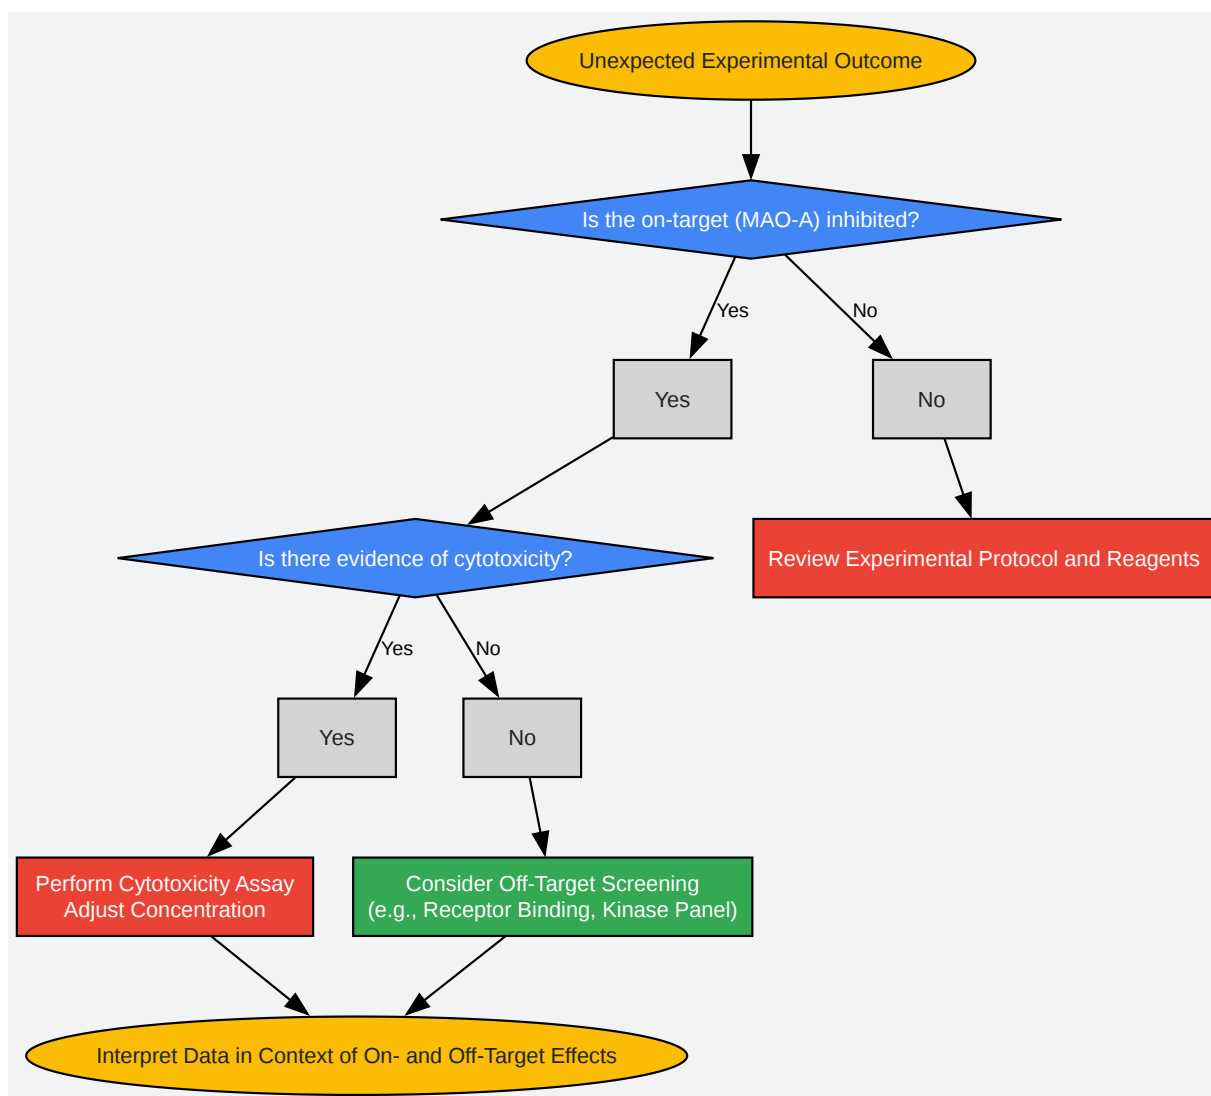 Unexpected Experimental Outcome
Is the on-target (MAO-A) inhibited?
Yes
No
Yes
No
Is there evidence of cytotoxicity?
Review Experimental Protocol and Reagents
Yes
No
Yes
No
Perform Cytotoxicity Assay
Adjust Concentration
Consider Off-Target Screening
(e.g., Receptor Binding, Kinase Panel)
Interpret Data in Context of On- and Off-Target Effects